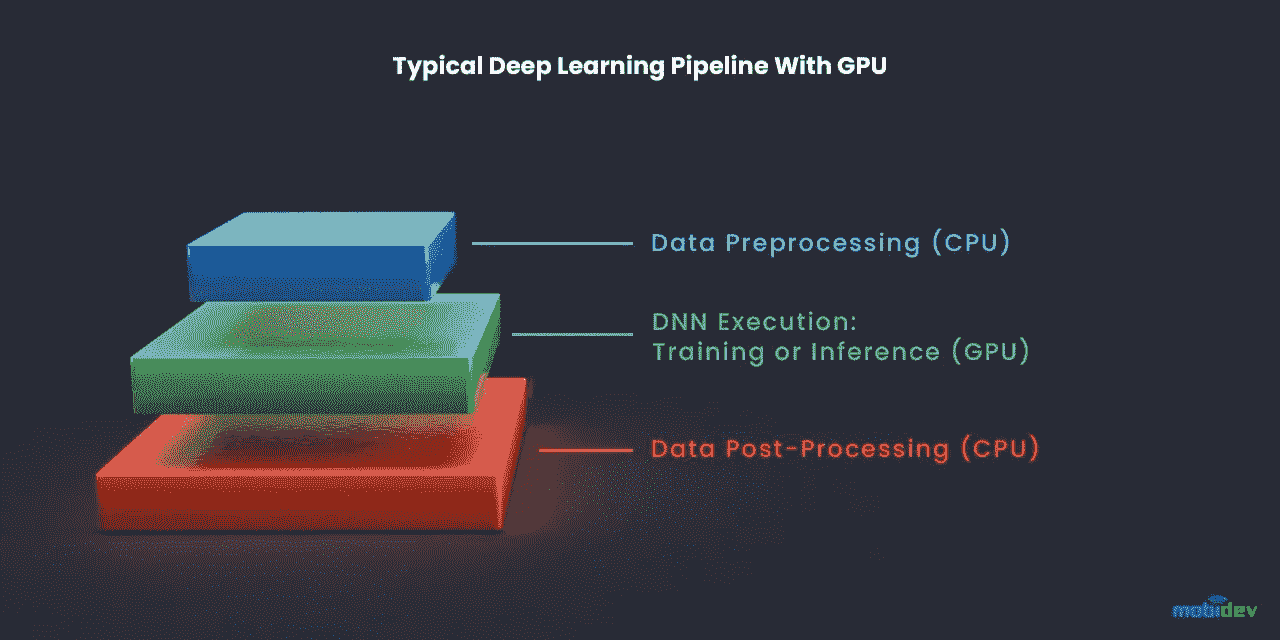 Typical Deep Learning Pipeline With GPU
Data Preprocessing (CPU)
DNN Execution:
Training or Inference (GPU)
Data Post-Processing (CPU)
mobidev